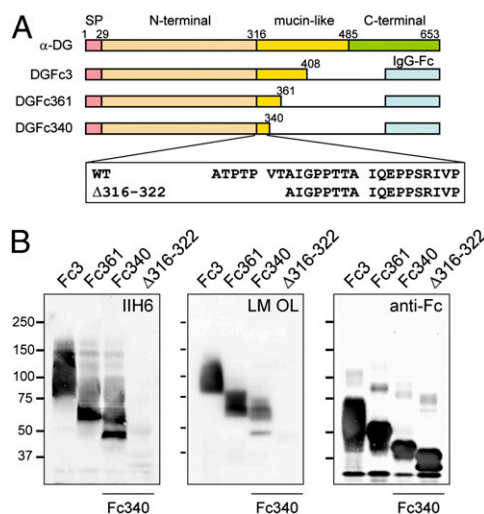 A
SP N-terminal mucin-like C-terminal
1 29 316 485 653
α-DG
IgG-Fc
DGFc3 408
DGFc361 361
DGFc340 340
WT ATPTP VTAIGPPTTA IQEPPSRIVP
Δ316-322 AIGPPTTA IQEPPSRIVP
B
Fc3 Fc361 Fc340 Δ316-322 Fc3 Fc361 Fc340 Δ316-322 Fc3 Fc361 Fc340 Δ316-322
IIH6 LM OL anti-Fc
250
150
100
75
50
37
Fc340 Fc340 Fc340